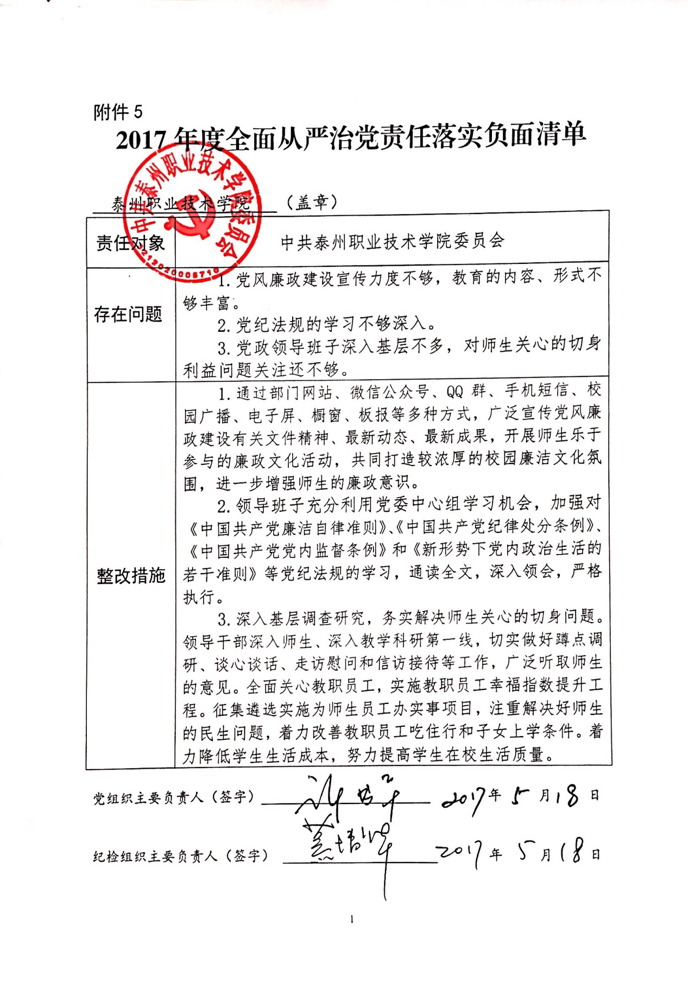 附件 5
2017 年度全面从严治党责任落实负面清单
中共泰州职业技术学院委员会
3212020006710
泰州职业技术学院 （盖章）
责任对象
中共泰州职业技术学院委员会
存在问题
1. 党风廉政建设宣传力度不够，教育的内容、形式不
够丰富。
2. 党纪法规的学习不够深入。
3. 党政领导班子深入基层不多，对师生关心的切身
利益问题关注还不够。
整改措施
1. 通过部门网站、微信公众号、QQ 群、手机短信、校
园广播、电子屏、橱窗、板报等多种方式，广泛宣传党风廉
政建设有关文件精神、最新动态、最新成果，开展师生乐于
参与的廉政文化活动，共同打造较浓厚的校园廉洁文化氛
围，进一步增强师生的廉政意识。
2. 领导班子充分利用党委中心组学习机会，加强对
《中国共产党廉洁自律准则》、《中国共产党纪律处分条例》、
《中国共产党党内监督条例》和《新形势下党内政治生活的
若干准则》等党纪法规的学习，通读全文，深入领会，严格
执行。
3. 深入基层调查研究，务实解决师生关心的切身问题。
领导干部深入师生、深入教学科研第一线，切实做好蹲点调
研、谈心谈话、走访慰问和信访接待等工作，广泛听取师生
的意见。全面关心教职员工，实施教职员工幸福指数提升工
程。征集遴选实施为师生员工办实事项目，注重解决好师生
的民生问题，着力改善教职员工吃住行和子女上学条件。着
力降低学生生活成本，努力提高学生在校生活质量。
党组织主要负责人（签字） 2017年 5 月18 日
纪检组织主要负责人（签字） 2017年 5 月18日
1